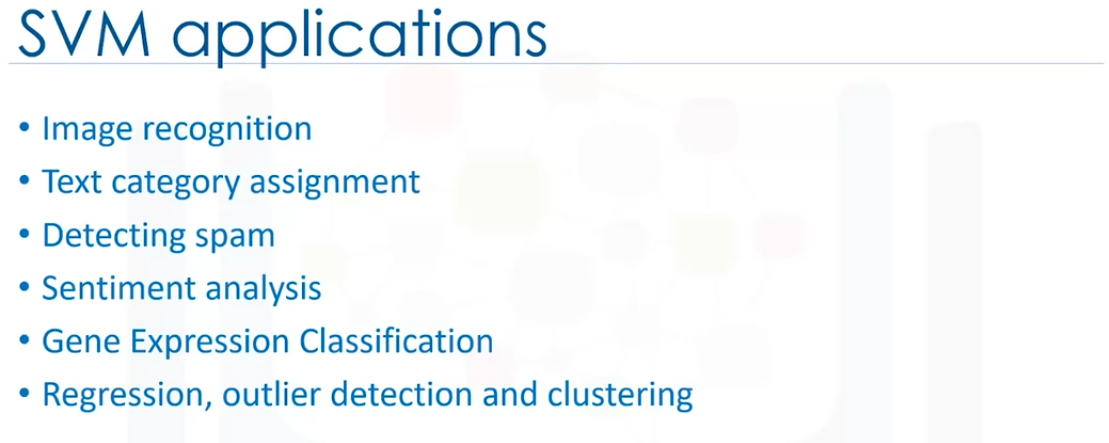 SVM applications
• Image recognition
• Text category assignment
• Detecting spam
• Sentiment analysis
• Gene Expression Classification
• Regression, outlier detection and clustering